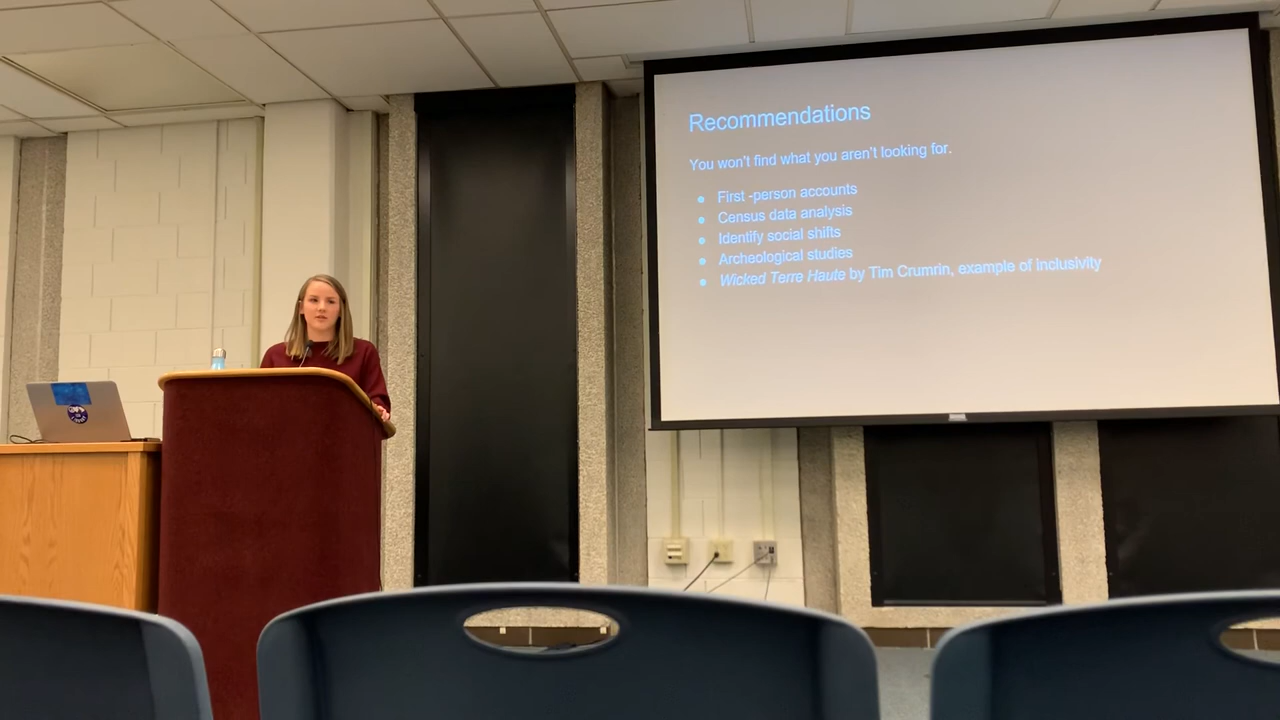 Recommendations
You won't find what you aren't looking for.
First -person accounts
Census data analysis
Identify social shifts
Archeological studies
Wicked Terre Haute by Tim Crumrin, example of inclusivity